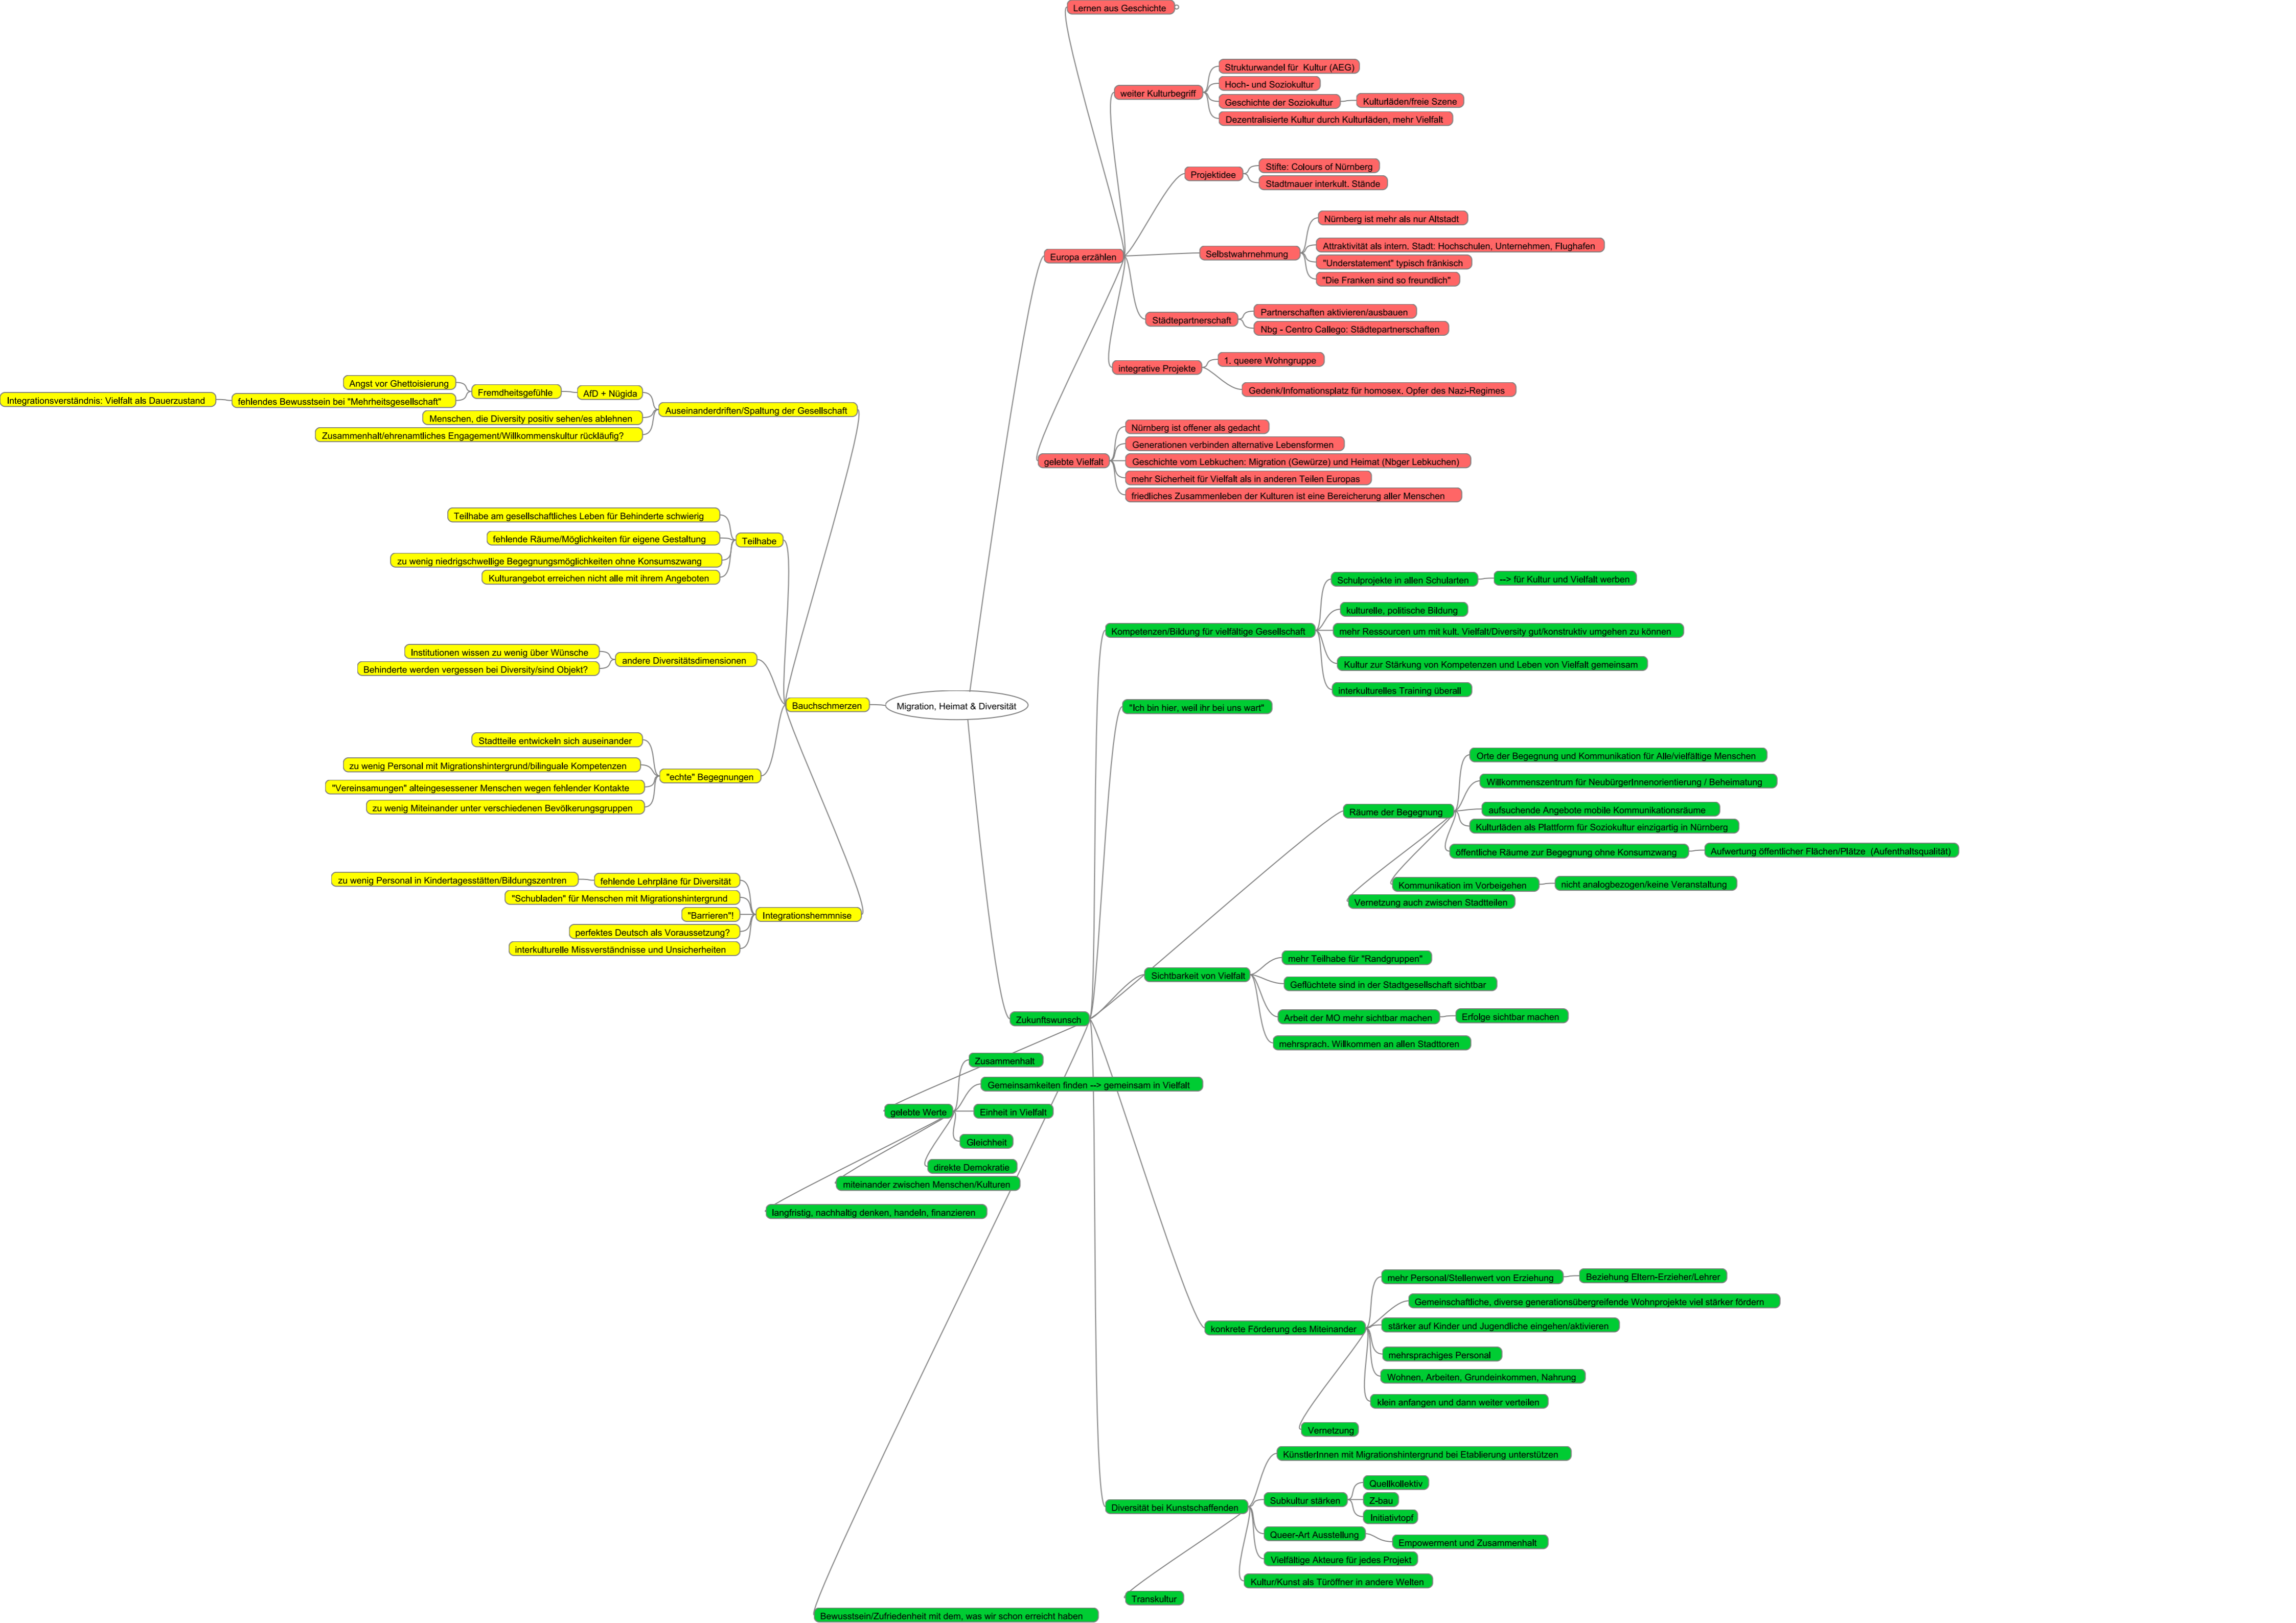 Lernen aus Geschichte
Strukturwandel für Kultur (AEG)
Hoch- und Soziokultur
weiter Kulturbegriff
Geschichte der Soziokultur
Kulturläden/freie Szene
Dezentralisierte Kultur durch Kulturläden, mehr Vielfalt
Projektidee
Stifte: Colours of Nürnberg
Stadtmauer interkult. Stände
Europa erzählen
Selbstwahrnehmung
Nürnberg ist mehr als nur Altstadt
Attraktivität als intern. Stadt: Hochschulen, Unternehmen, Flughafen
"Understatement" typisch fränkisch
"Die Franken sind so freundlich"
Städtepartnerschaft
Partnerschaften aktivieren/ausbauen
Nbg - Centro Callego: Städtepartnerschaften
integrative Projekte
1. queere Wohngruppe
Gedenk/Infomationsplatz für homosex. Opfer des Nazi-Regimes
gelebte Vielfalt
Nürnberg ist offener als gedacht
Generationen verbinden alternative Lebensformen
Geschichte vom Lebkuchen: Migration (Gewürze) und Heimat (Nbger Lebkuchen)
mehr Sicherheit für Vielfalt als in anderen Teilen Europas
friedliches Zusammenleben der Kulturen ist eine Bereicherung aller Menschen
Angst vor Ghettoisierung
Integrationsverständnis: Vielfalt als Dauerzustand
fehlendes Bewusstsein bei "Mehrheitsgesellschaft"
Fremdheitsgefühle
AfD + Nügida
Auseinanderdriften/Spaltung der Gesellschaft
Menschen, die Diversity positiv sehen/es ablehnen
Zusammenhalt/ehrenamtliches Engagement/Willkommenskultur rückläufig?
Teilhabe am gesellschaftliches Leben für Behinderte schwierig
fehlende Räume/Möglichkeiten für eigene Gestaltung
Teilhabe
zu wenig niedrigschwellige Begegnungsmöglichkeiten ohne Konsumszwang
Kulturangebot erreichen nicht alle mit ihrem Angeboten
Institutionen wissen zu wenig über Wünsche
andere Diversitätsdimensionen
Behinderte werden vergessen bei Diversity/sind Objekt?
Bauchschmerzen
Migration, Heimat & Diversität
Stadtteile entwickeln sich auseinander
zu wenig Personal mit Migrationshintergrund/bilinguale Kompetenzen
"echte" Begegnungen
"Vereinsamungen" alteingesessener Menschen wegen fehlender Kontakte
zu wenig Miteinander unter verschiedenen Bevölkerungsgruppen
zu wenig Personal in Kindertagesstätten/Bildungszentren
fehlende Lehrpläne für Diversität
"Schubladen" für Menschen mit Migrationshintergrund
"Barrieren"!
Integrationshemmnise
perfektes Deutsch als Voraussetzung?
interkulturelle Missverständnisse und Unsicherheiten
Kompetenzen/Bildung für vielfältige Gesellschaft
Schulprojekte in allen Schularten
--> für Kultur und Vielfalt werben
kulturelle, politische Bildung
mehr Ressourcen um mit kult. Vielfalt/Diversity gut/konstruktiv umgehen zu können
Kultur zur Stärkung von Kompetenzen und Leben von Vielfalt gemeinsam
interkulturelles Training überall
"Ich bin hier, weil ihr bei uns wart"
Räume der Begegnung
Orte der Begegnung und Kommunikation für Alle/vielfältige Menschen
Willkommenszentrum für NeubürgerInnenorientierung / Beheimatung
aufsuchende Angebote mobile Kommunikationsräume
Kulturläden als Plattform für Soziokultur einzigartig in Nürnberg
öffentliche Räume zur Begegnung ohne Konsumzwang
Aufwertung öffentlicher Flächen/Plätze (Aufenthaltsqualität)
Kommunikation im Vorbeigehen
nicht analogbezogen/keine Veranstaltung
Vernetzung auch zwischen Stadtteilen
Sichtbarkeit von Vielfalt
mehr Teilhabe für "Randgruppen"
Geflüchtete sind in der Stadtgesellschaft sichtbar
Arbeit der MO mehr sichtbar machen
Erfolge sichtbar machen
mehrsprach. Willkommen an allen Stadttoren
Zukunftswunsch
Zusammenhalt
Gemeinsamkeiten finden --> gemeinsam in Vielfalt
gelebte Werte
Einheit in Vielfalt
Gleichheit
direkte Demokratie
miteinander zwischen Menschen/Kulturen
langfristig, nachhaltig denken, handeln, finanzieren
konkrete Förderung des Miteinander
mehr Personal/Stellenwert von Erziehung
Beziehung Eltern-Erzieher/Lehrer
Gemeinschaftliche, diverse generationsübergreifende Wohnprojekte viel stärker fördern
stärker auf Kinder und Jugendliche eingehen/aktivieren
mehrsprachiges Personal
Wohnen, Arbeiten, Grundeinkommen, Nahrung
klein anfangen und dann weiter verteilen
Vernetzung
Diversität bei Kunstschaffenden
KünstlerInnen mit Migrationshintergrund bei Etablierung unterstützen
Subkultur stärken
Quellkollektiv
Z-bau
Initiativtopf
Queer-Art Ausstellung
Empowerment und Zusammenhalt
Vielfältige Akteure für jedes Projekt
Kultur/Kunst als Türöffner in andere Welten
Transkultur
Bewusstsein/Zufriedenheit mit dem, was wir schon erreicht haben